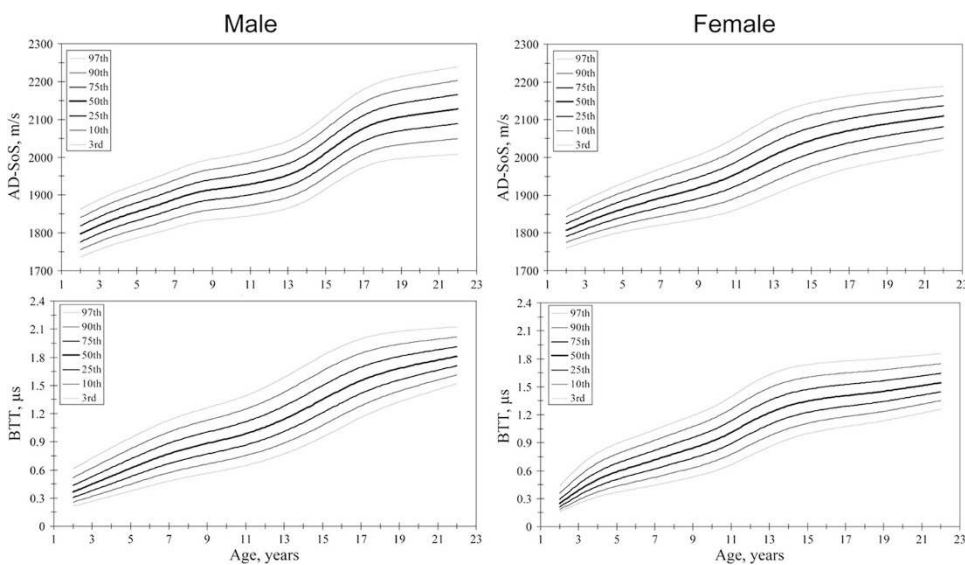 Male
Female
AD-SoS, m/s
2300
2200
2100
2000
1900
1800
1700
97th
90th
75th
50th
25th
10th
3rd
1 3 5 7 9 11 13 15 17 19 21 23
AD-SoS, m/s
2300
2200
2100
2000
1900
1800
1700
97th
90th
75th
50th
25th
10th
3rd
1 3 5 7 9 11 13 15 17 19 21 23
BTT, µs
2.4
2.1
1.8
1.5
1.2
0.9
0.6
0.3
0
97th
90th
75th
50th
25th
10th
3rd
1 3 5 7 9 11 13 15 17 19 21 23
Age, years
BTT, µs
2.4
2.1
1.8
1.5
1.2
0.9
0.6
0.3
0
97th
90th
75th
50th
25th
10th
3rd
1 3 5 7 9 11 13 15 17 19 21 23
Age, years